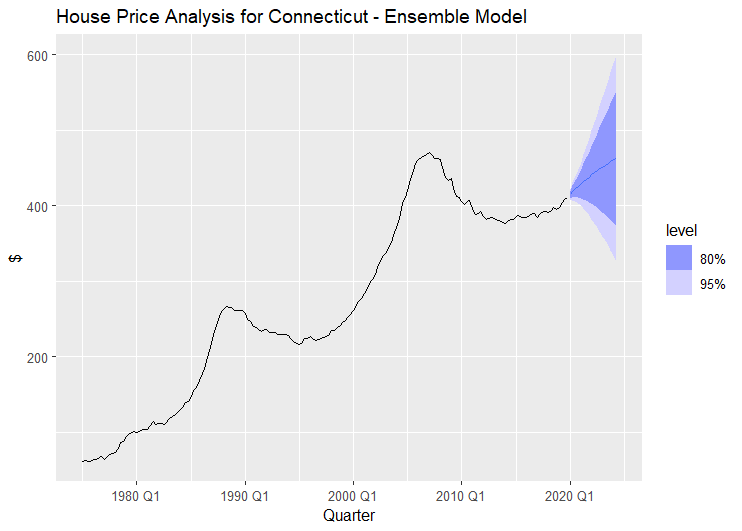 House Price Analysis for Connecticut - Ensemble Model
600
400
200
$
1980 Q1
1990 Q1
2000 Q1
2010 Q1
2020 Q1
Quarter
level
80%
95%